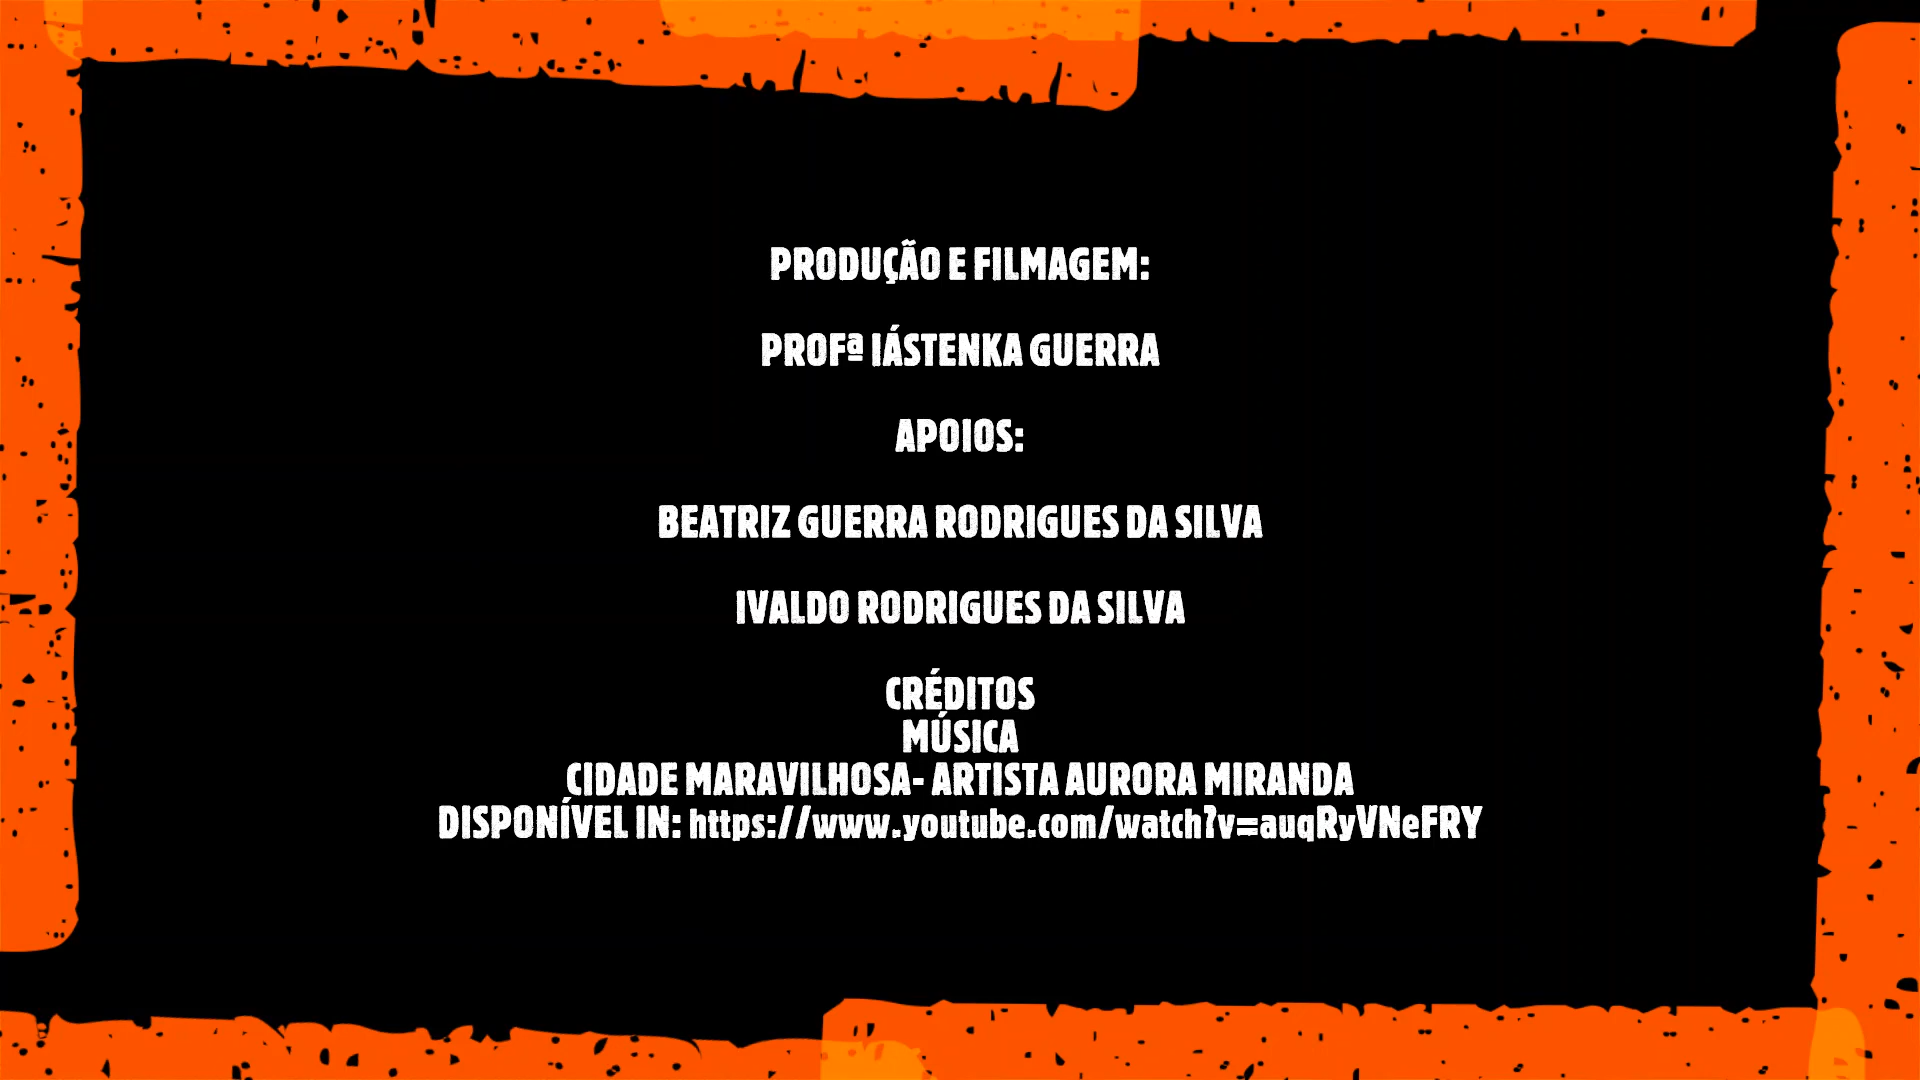 PRODUÇÃO E FILMAGEM:
PROFª IÁSTENKA GUERRA
APOIOS:
BEATRIZ GUERRA RODRIGUES DA SILVA
IVALDO RODRIGUES DA SILVA
CRÉDITOS
MÚSICA
CIDADE MARAVILHOSA- ARTISTA AURORA MIRANDA
DISPONÍVEL IN: https://www.youtube.com/watch?v=auqRyVNeFRY